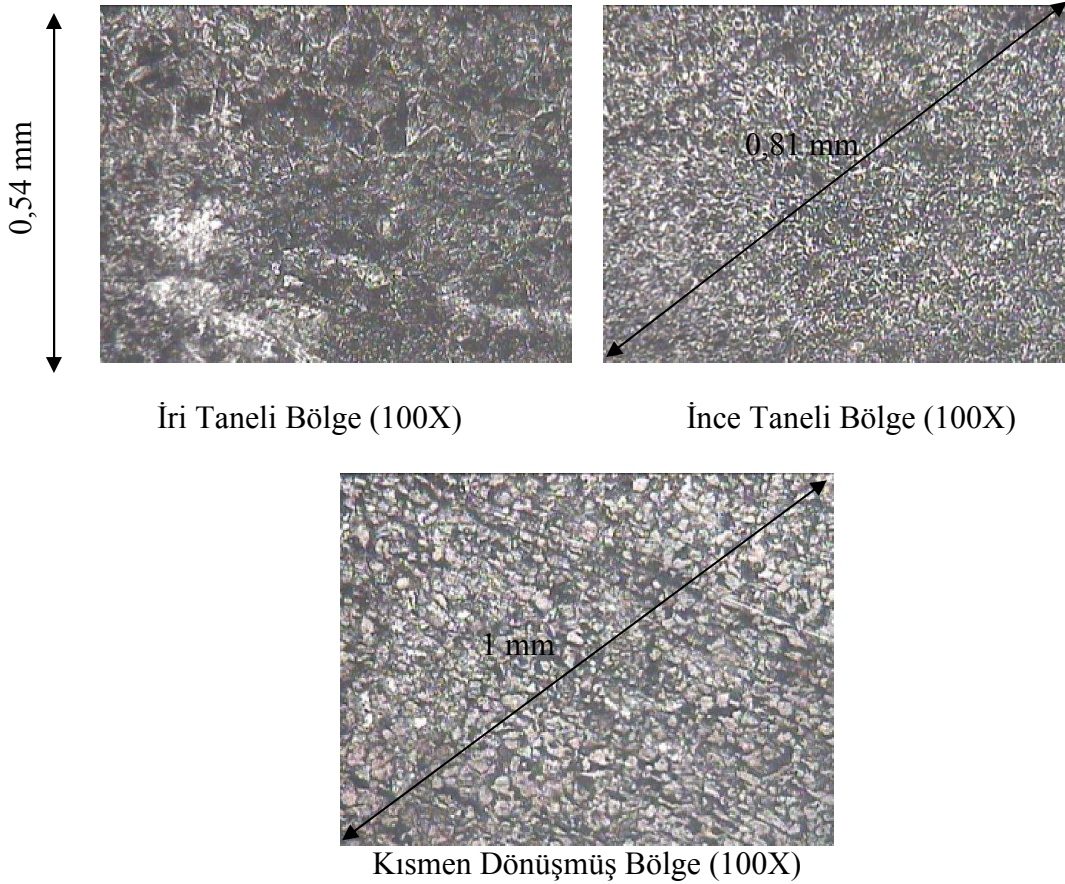 0,54 mm
0,81 mm
İri Taneli Bölge (100X)
İnce Taneli Bölge (100X)
1 mm
Kısmen Dönüşmüş Bölge (100X)